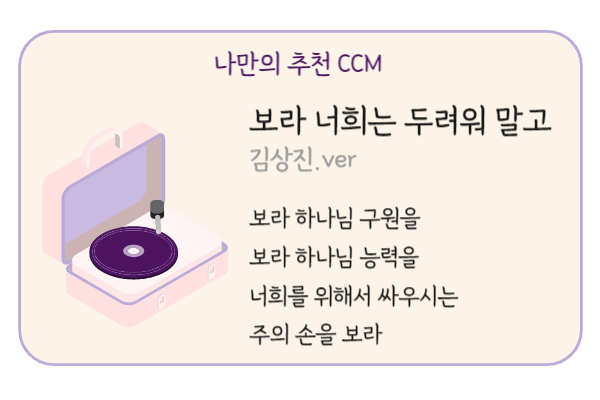 나만의 추천 CCM
보라 너희는 두려워 말고
김상진.ver
보라 하나님 구원을
보라 하나님 능력을
너희를 위해서 싸우시는
주의 손을 보라